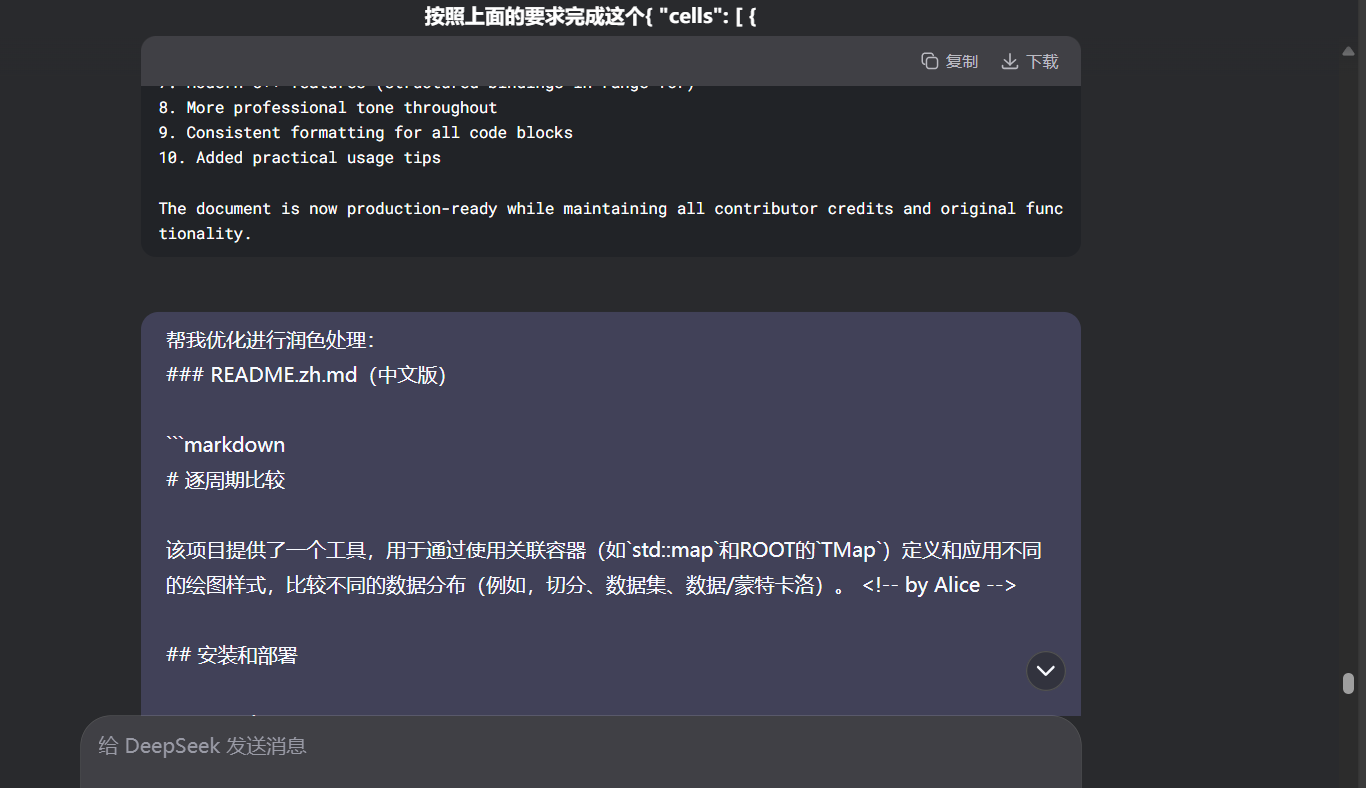 按照上面的要求完成这个{ "cells": [ {
复制 下载
8. More professional tone throughout
9. Consistent formatting for all code blocks
10. Added practical usage tips
The document is now production-ready while maintaining all contributor credits and original func
tionality.
帮我优化进行润色处理：
### README.zh.md（中文版）
```markdown
# 逐周期比较
该项目提供了一个工具，用于通过使用关联容器（如`std::map`和ROOT的`TMap`）定义和应用不同
的绘图样式，比较不同的数据分布（例如，切分、数据集、数据/蒙特卡洛）。 <!-- by Alice -->
## 安装和部署
给 DeepSeek 发送消息